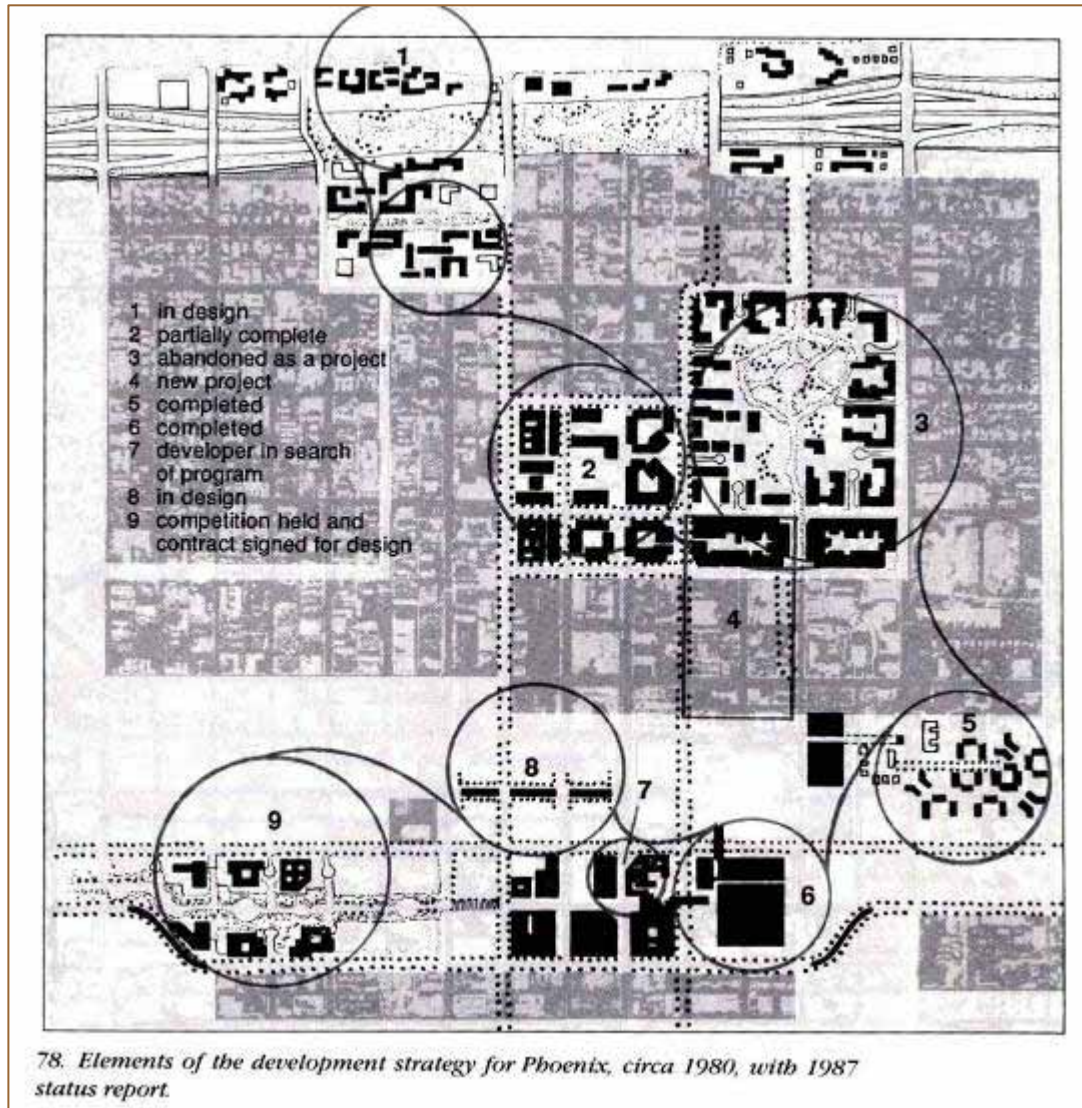 1
1 in design
2 partially complete
3 abandoned as a project
4 new project
5 completed
6 completed
7 developer in search
of program
8 in design
9 competition held and
contract signed for design
2
3
4
5
8
7
9
6
78. Elements of the development strategy for Phoenix, circa 1980, with 1987
status report.